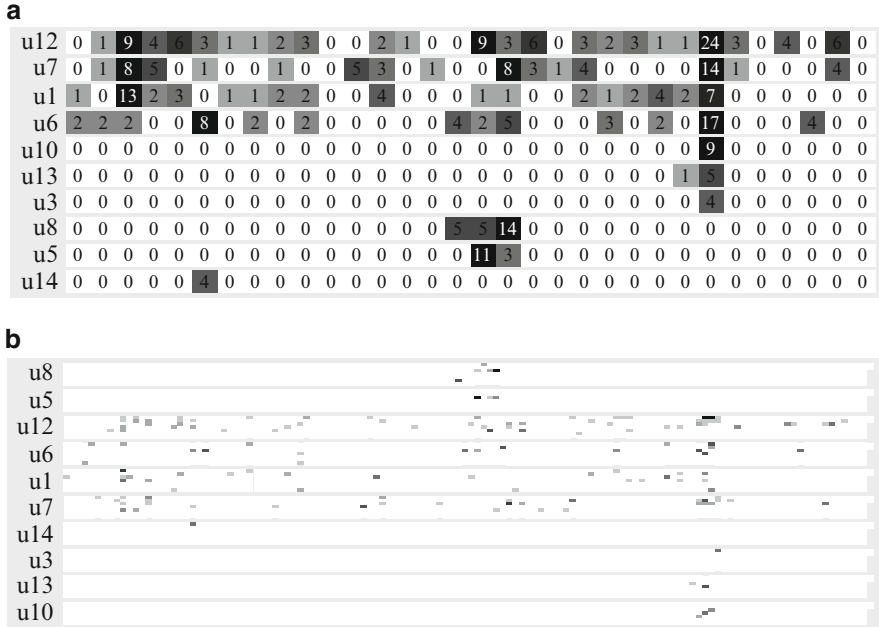 a
u12 0 1 9 4 6 3 1 1 2 3 0 0 2 1 0 0 9 3 6 0 3 2 3 1 1 24 3 0 4 0 6 0
u7 0 1 8 5 0 1 0 0 1 0 0 5 3 0 1 0 0 8 3 1 4 0 0 0 0 14 1 0 0 0 4 0
u1 1 0 13 2 3 0 1 1 2 2 0 0 4 0 0 0 1 1 0 0 2 1 2 4 2 7 0 0 0 0 0 0
u6 2 2 2 0 0 8 0 2 0 2 0 0 0 0 0 4 2 5 0 0 0 3 0 2 0 17 0 0 0 4 0 0
u10 0 0 0 0 0 0 0 0 0 0 0 0 0 0 0 0 0 0 0 0 0 0 0 0 0 9 0 0 0 0 0 0
u13 0 0 0 0 0 0 0 0 0 0 0 0 0 0 0 0 0 0 0 0 0 0 0 0 1 5 0 0 0 0 0 0
u3 0 0 0 0 0 0 0 0 0 0 0 0 0 0 0 0 0 0 0 0 0 0 0 0 0 4 0 0 0 0 0 0
u8 0 0 0 0 0 0 0 0 0 0 0 0 0 0 0 5 5 14 0 0 0 0 0 0 0 0 0 0 0 0 0 0
u5 0 0 0 0 0 0 0 0 0 0 0 0 0 0 0 0 11 3 0 0 0 0 0 0 0 0 0 0 0 0 0 0
u14 0 0 0 0 0 4 0 0 0 0 0 0 0 0 0 0 0 0 0 0 0 0 0 0 0 0 0 0 0 0 0 0
b
u8
u5
u12
u6
u1
u7
u14
u3
u13
u10